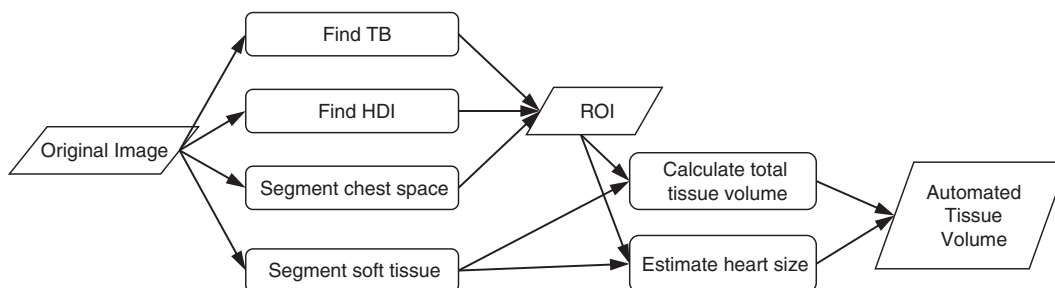 Find TB
Find HDI
ROI
Original Image
Segment chest space
Calculate total
tissue volume
Automated
Tissue
Volume
Segment soft tissue
Estimate heart size